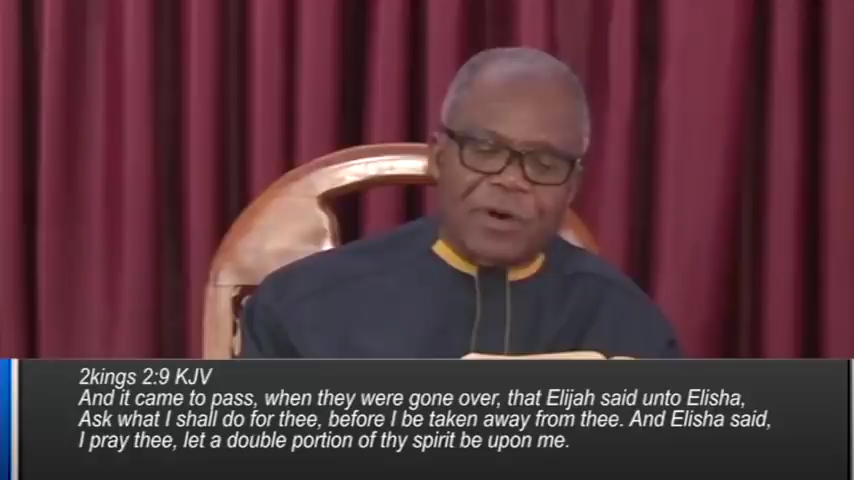 2kings 2:9 KJV
And it came to pass, when they were gone over, that Elijah said unto Elisha,
Ask what I shall do for thee, before I be taken away from thee. And Elisha said,
I pray thee, let a double portion of thy spirit be upon me.